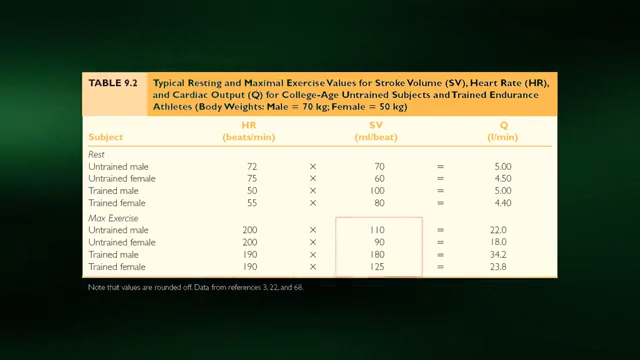 TABLE 9.2
Typical Resting and Maximal Exercise Values for Stroke Volume (SV), Heart Rate (HR),
and Cardiac Output (Q) for College-Age Untrained Subjects and Trained Endurance
Athletes (Body Weights: Male = 70 kg; Female = 50 kg)
HR SV Q̇
Subject (beats/min) (ml/beat) (l/min)
Rest
Untrained male 72 × 70 = 5.00
Untrained female 75 × 60 = 4.50
Trained male 50 × 100 = 5.00
Trained female 55 × 80 = 4.40
Max Exercise
Untrained male 200 × 110 = 22.0
Untrained female 200 × 90 = 18.0
Trained male 190 × 180 = 34.2
Trained female 190 × 125 = 23.8
Note that values are rounded off. Data from references 3, 22, and 68.